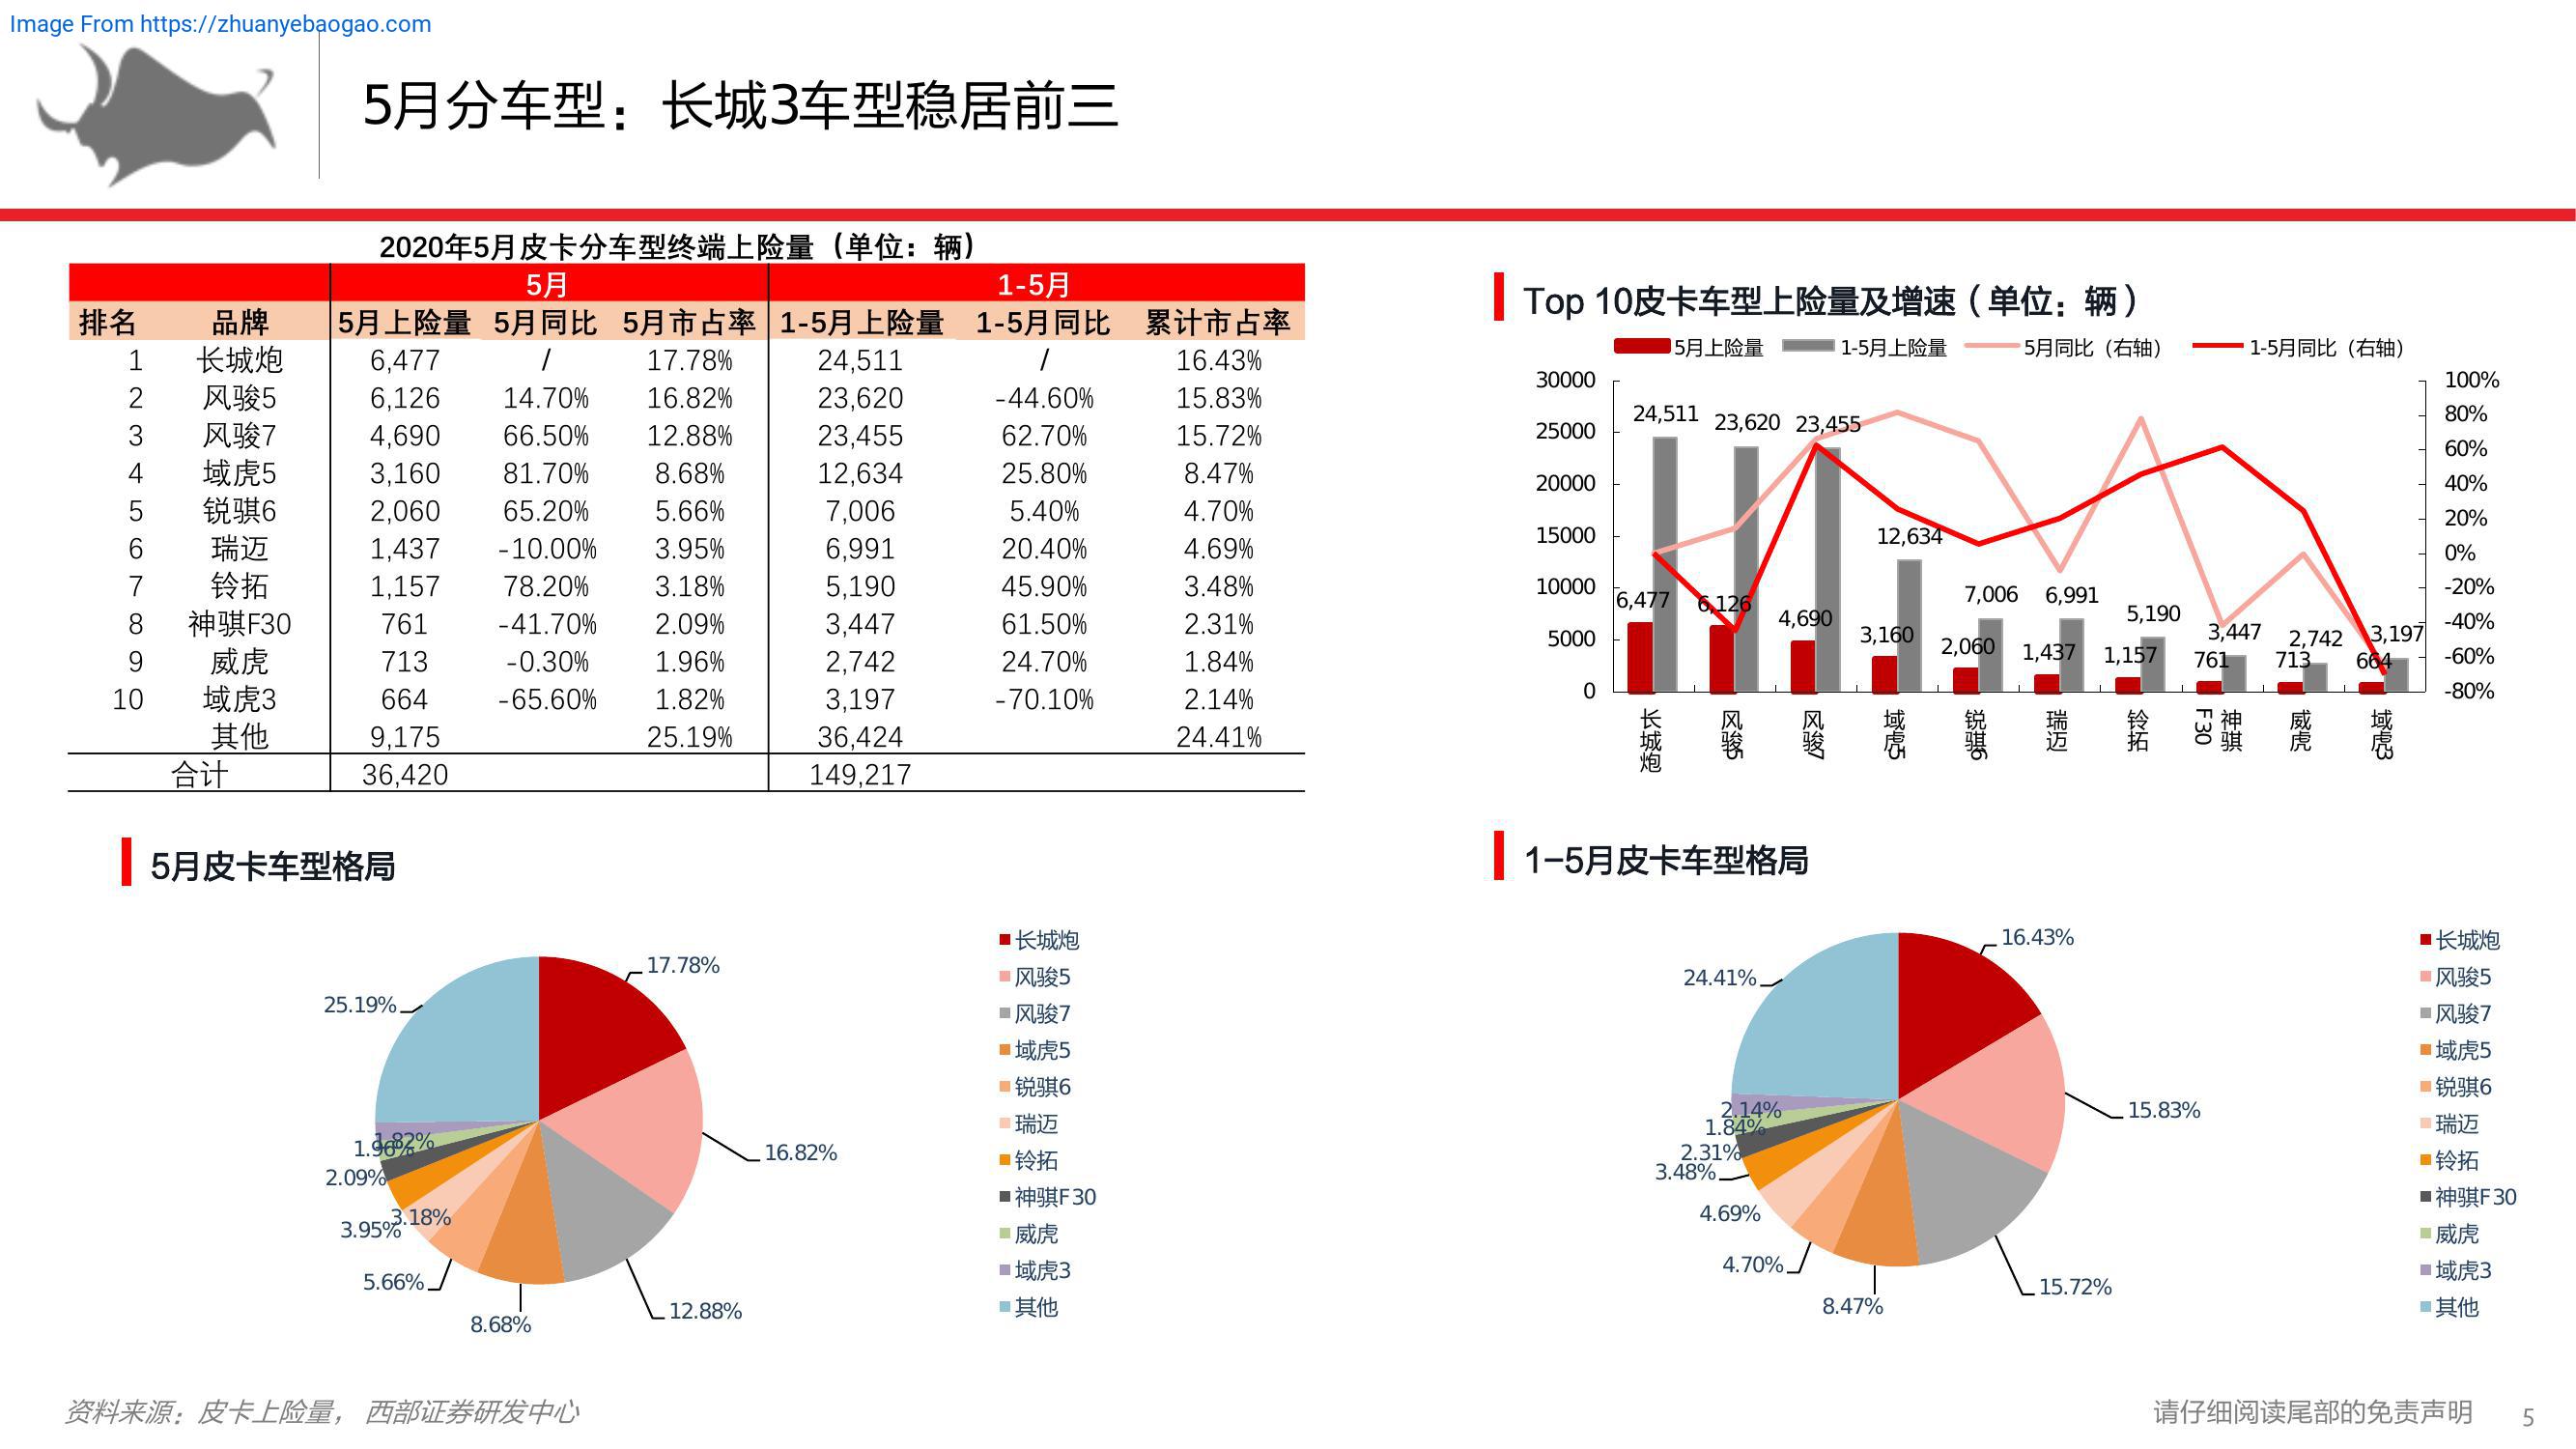 Image From https://zhuanyebaogao.com
5月分车型：长城3车型稳居前三
2020年5月皮卡分车型终端上险量（单位：辆）
5月 1-5月
排名 品牌 5月上险量 5月同比 5月市占率 1-5月上险量 1-5月同比 累计市占率
1 长城炮 6,477 / 17.78% 24,511 / 16.43%
2 风骏5 6,126 14.70% 16.82% 23,620 -44.60% 15.83%
3 风骏7 4,690 66.50% 12.88% 23,455 62.70% 15.72%
4 域虎5 3,160 81.70% 8.68% 12,634 25.80% 8.47%
5 锐骐6 2,060 65.20% 5.66% 7,006 5.40% 4.70%
6 瑞迈 1,437 -10.00% 3.95% 6,991 20.40% 4.69%
7 铃拓 1,157 78.20% 3.18% 5,190 45.90% 3.48%
8 神骐F30 761 -41.70% 2.09% 3,447 61.50% 2.31%
9 威虎 713 -0.30% 1.96% 2,742 24.70% 1.84%
10 域虎3 664 -65.60% 1.82% 3,197 -70.10% 2.14%
其他 9,175 25.19% 36,424 24.41%
合计 36,420 149,217
Top 10皮卡车型上险量及增速（单位：辆）
5月上险量 1-5月上险量 5月同比（右轴） 1-5月同比（右轴）
30000
25000
20000
15000
10000
5000
0
100%
80%
60%
40%
20%
0%
-20%
-40%
-60%
-80%
24,511 23,620 23,455 12,634 7,006 6,991 5,190 3,447 2,742 3,197
6,477 6,126 4,690 3,160 2,060 1,437 1,157 761 713 664
长城炮 风骏5 风骏7 域虎5 锐骐6 瑞迈 铃拓 神骐F30 威虎 域虎3
5月皮卡车型格局
17.78%
16.82%
12.88%
8.68%
5.66%
3.95%
3.18%
2.09%
1.96%
1.82%
25.19%
长城炮
风骏5
风骏7
域虎5
锐骐6
瑞迈
铃拓
神骐F30
威虎
域虎3
其他
1-5月皮卡车型格局
16.43%
15.83%
15.72%
8.47%
4.70%
4.69%
3.48%
2.31%
1.84%
2.14%
24.41%
长城炮
风骏5
风骏7
域虎5
锐骐6
瑞迈
铃拓
神骐F30
威虎
域虎3
其他
资料来源：皮卡上险量， 西部证券研发中心
请仔细阅读尾部的免责声明 5